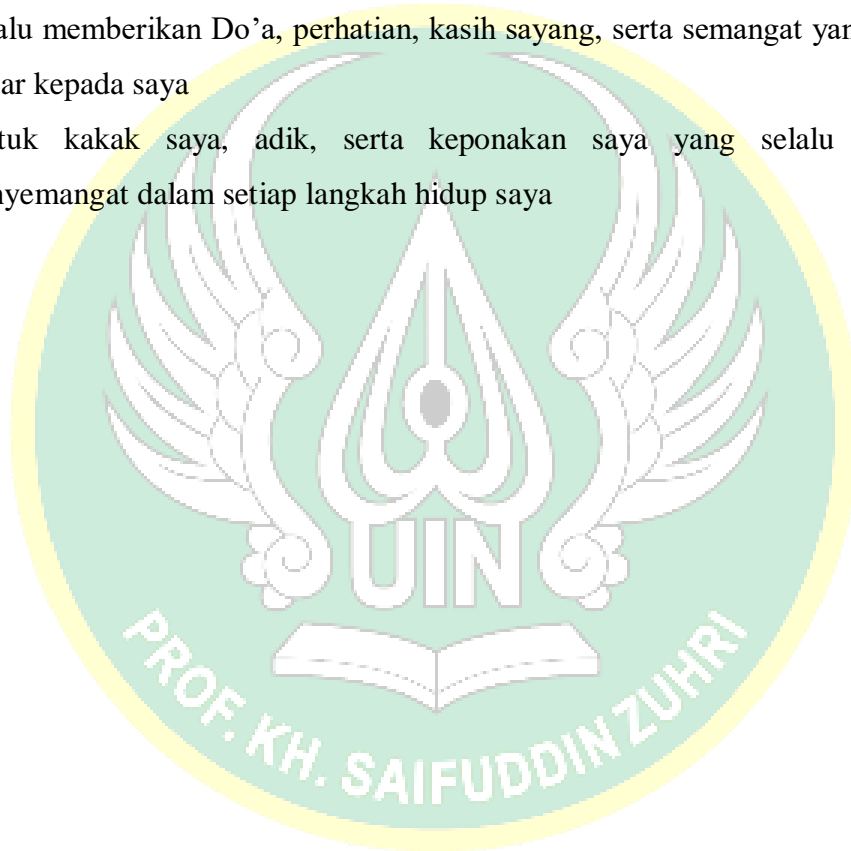 alu memberikan Do’a, perhatian, kasih sayang, serta semangat yan
ar kepada saya
tuk kakak saya, adik, serta keponakan saya yang selalu
nyemangat dalam setiap langkah hidup saya
UIN
PROF. KH. SAIFUDDIN ZUHRI